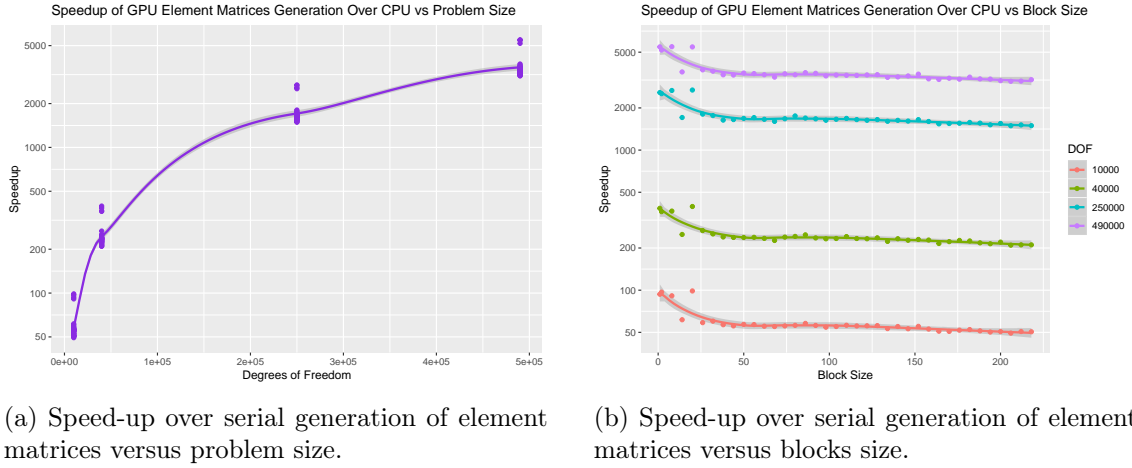 Speedup of GPU Element Matrices Generation Over CPU vs Problem Size
5000
2000
1000
500
200
100
50
Speedup
0e+00 1e+05 2e+05 3e+05 4e+05 5e+05
Degrees of Freedom
(a) Speed-up over serial generation of element
matrices versus problem size.
Speedup of GPU Element Matrices Generation Over CPU vs Block Size
5000
2000
1000
500
200
100
50
Speedup
0 50 100 150 200
Block Size
DOF
10000
40000
250000
490000
(b) Speed-up over serial generation of element
matrices versus blocks size.